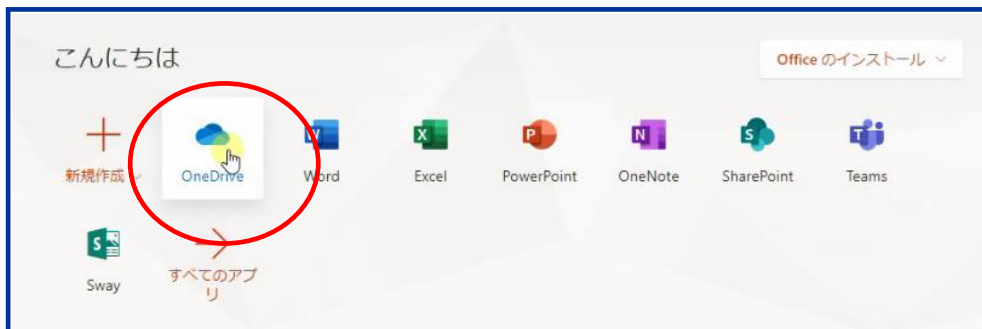 こんにちは
Office のインストール
新規作成
OneDrive
Word
Excel
PowerPoint
OneNote
SharePoint
Teams
Sway
すべてのアプ
リ